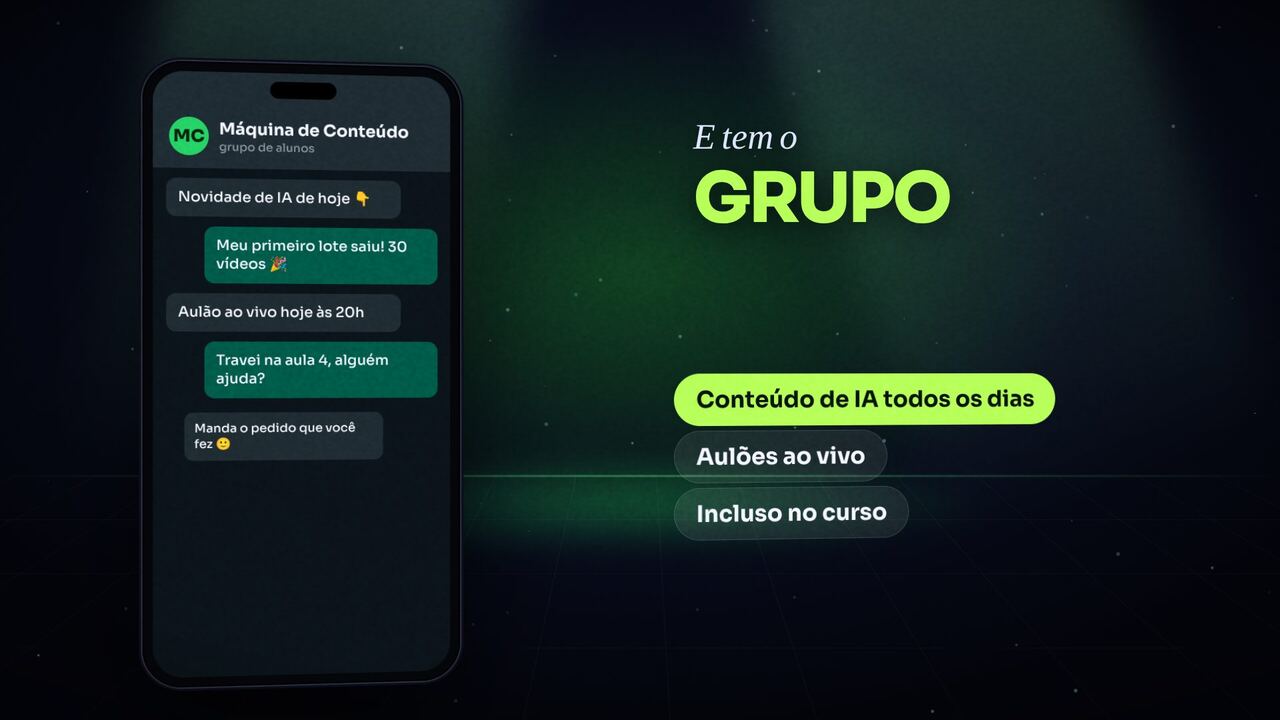 MC
Máquina de Conteúdo
grupo de alunos
Novidade de IA de hoje 👇
Meu primeiro lote saiu! 30
vídeos 🎉
Aulão ao vivo hoje às 20h
Travei na aula 4, alguém
ajuda?
Manda o pedido que você
fez 🙂
E tem o
GRUPO
Conteúdo de IA todos os dias
Aulões ao vivo
Incluso no curso